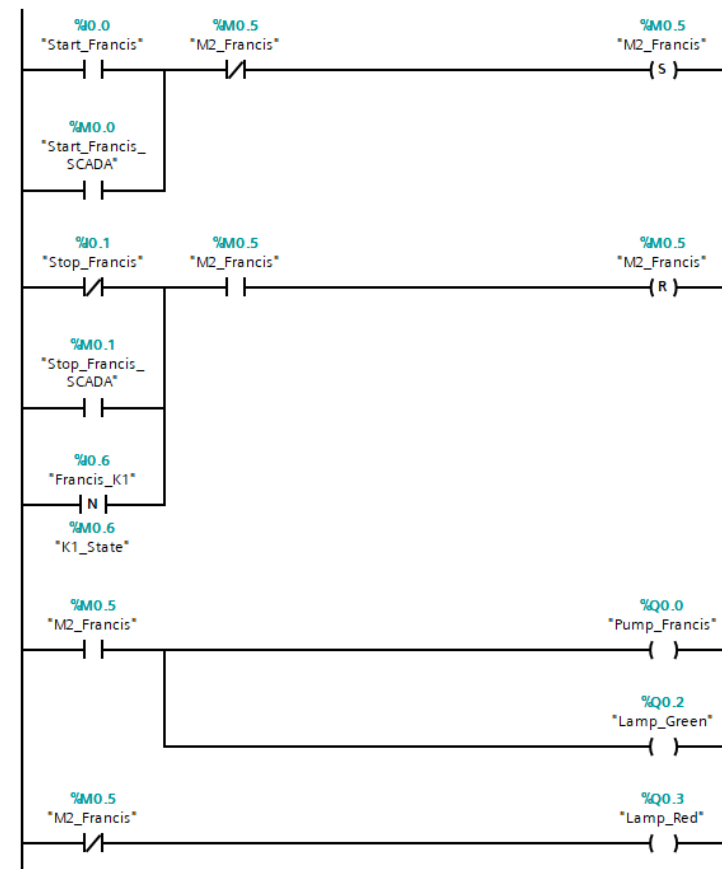 %I0.0
"Start_Francis"
%M0.5
"M2_Francis"
%M0.5
"M2_Francis"
S
%M0.0
"Start_Francis_
SCADA"
%I0.1
"Stop_Francis"
%M0.5
"M2_Francis"
%M0.5
"M2_Francis"
R
%M0.1
"Stop_Francis_
SCADA"
%I0.6
"Francis_K1"
N
%M0.6
"K1_State"
%M0.5
"M2_Francis"
%Q0.0
"Pump_Francis"
%Q0.2
"Lamp_Green"
%M0.5
"M2_Francis"
%Q0.3
"Lamp_Red"